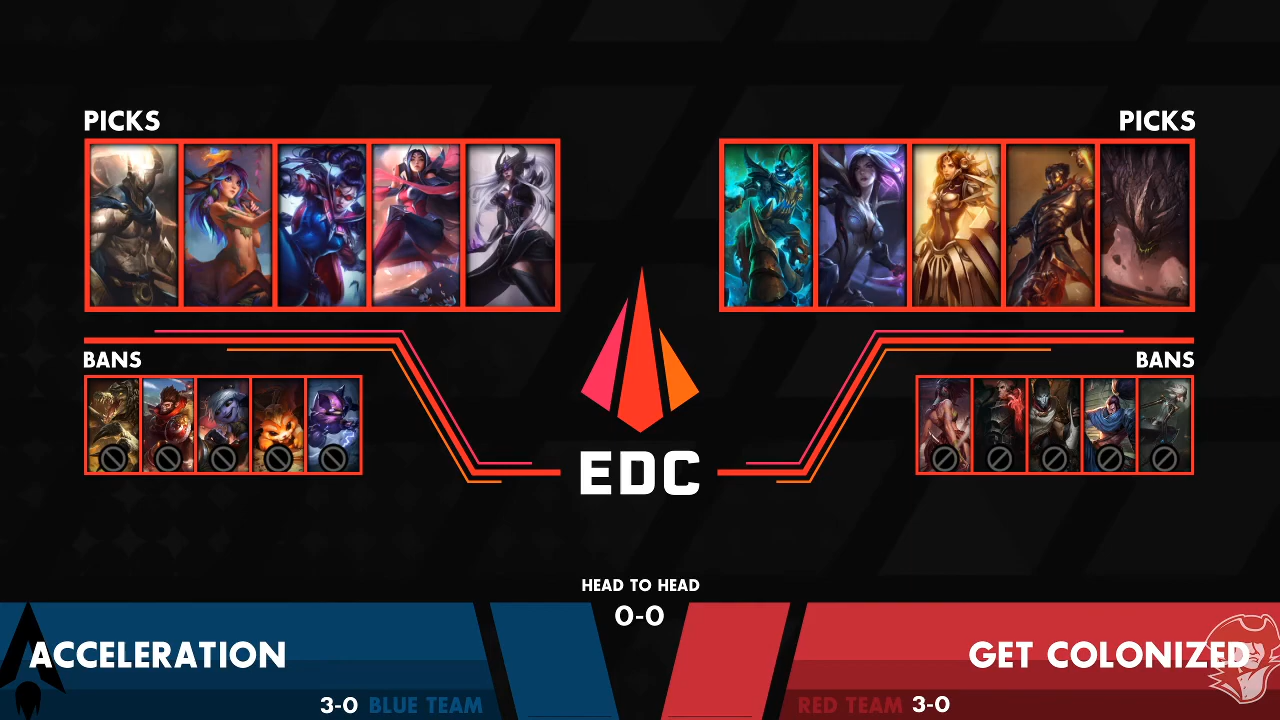 PICKS
PICKS
BANS
BANS
EDC
HEAD TO HEAD
0-0
ACCELERATION
GET COLONIZED
3-0 BLUE TEAM
RED TEAM 3-0